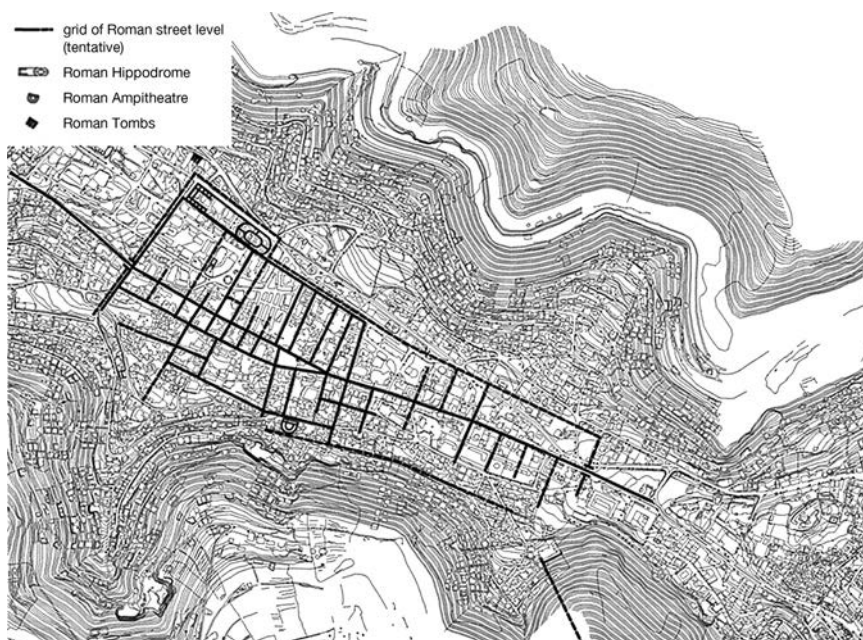 grid of Roman street level
(tentative)
Roman Hippodrome
Roman Ampitheatre
Roman Tombs